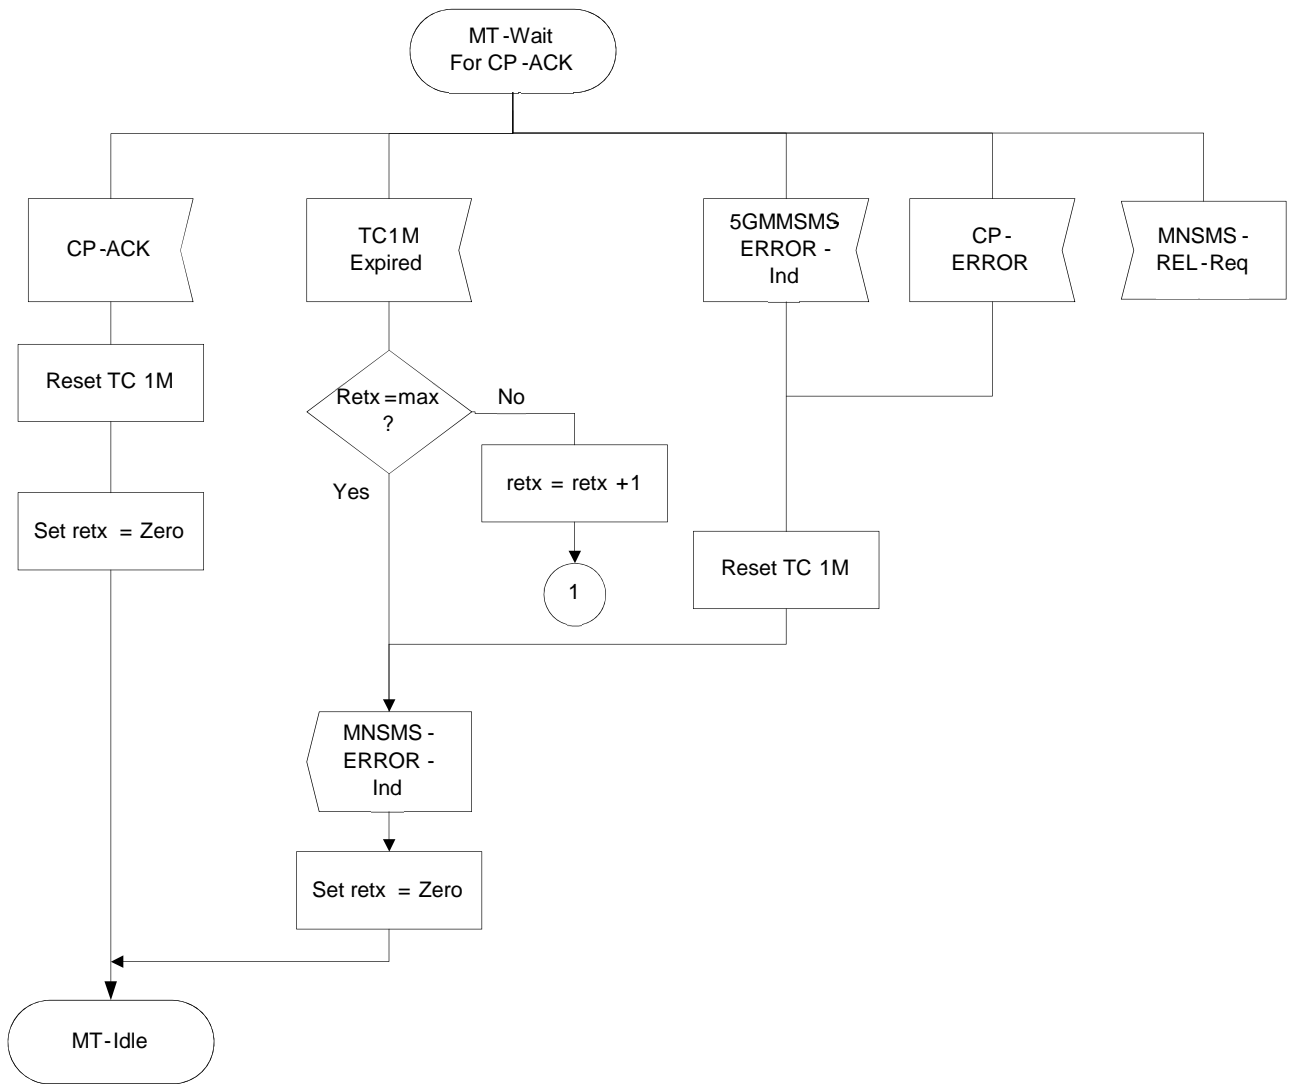 MT-Wait
For CP-ACK
CP-ACK
TC1M
Expired
5GMMSMS-
ERROR-
Ind
CP-
ERROR
MNSMS-
REL-Req
Reset TC 1M
Retx=max
?
No
Yes
retx = retx +1
Set retx = Zero
Reset TC 1M
1
MNSMS-
ERROR-
Ind
Set retx = Zero
MT-Idle